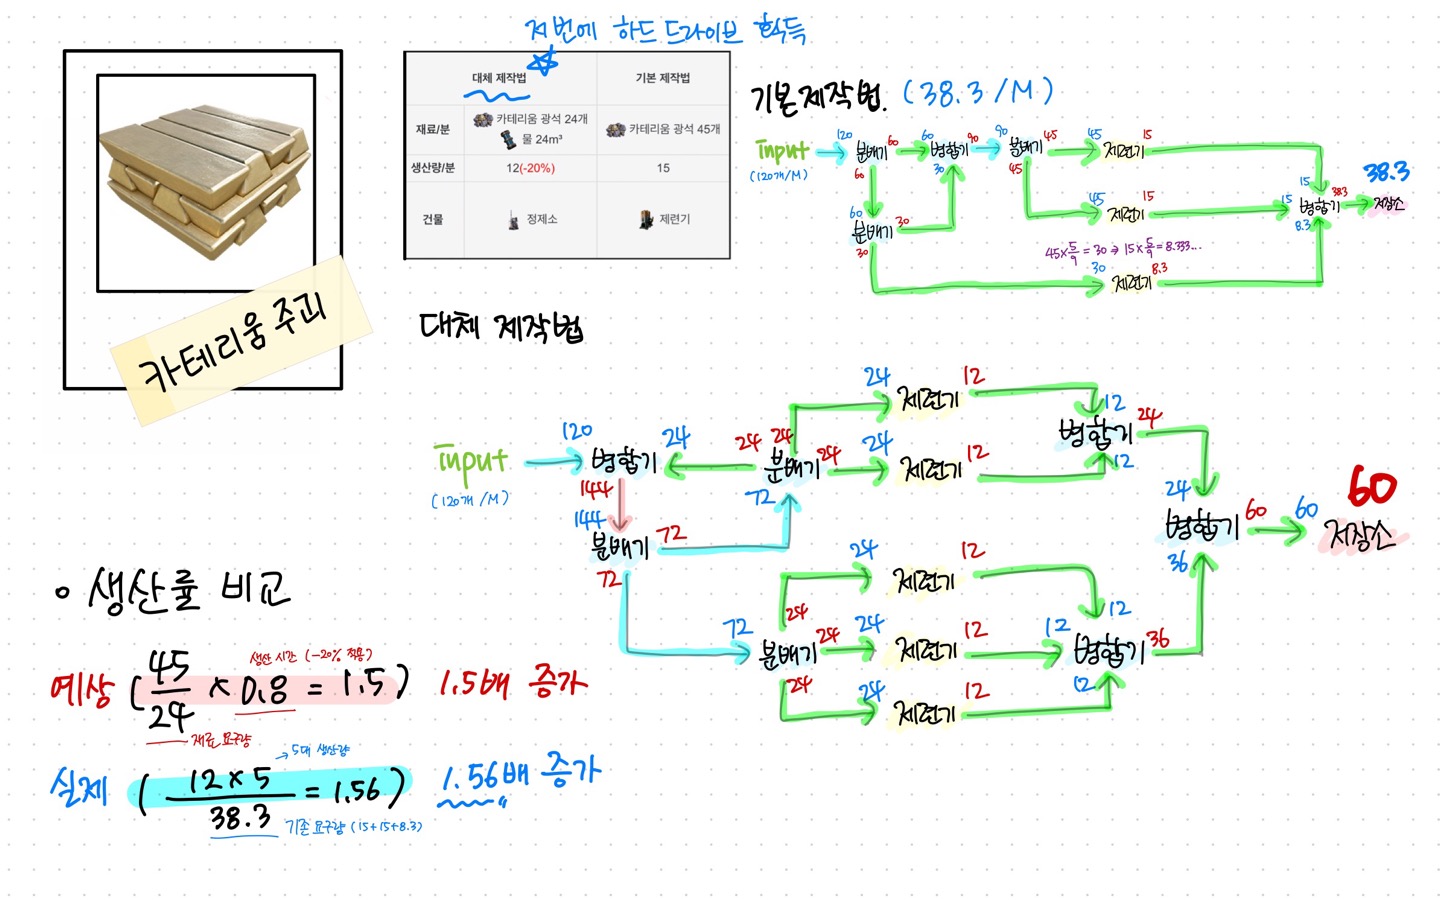 저번에 하드 드라이브 획득
대체 제작법 기본 제작법
재료/분 카테리움 광석 24개 물 24m³ 카테리움 광석 45개
생산량/분 12(-20%) 15
건물 정제소 제련기
카테리움 주괴
기본제작법. (38.3/M)
input
(120개/M)
120 분배기 60 60 병합기 90 90 분배기 45 45 제련기 15
60 30 45
60 분배기 30
30
45 제련기 15
15 15 병합기 38.3 저장소
8.3
38.3
45×5/9 = 30 → 15×5/9 = 8.333...
30 제련기 8.3
대체 제작법
input
(120개/M)
120 병합기 24
144
144 분배기 72
72
24 24 분배기 24
72
24 제련기 12
24 제련기 12
12 병합기 24
12
72 분배기 24
24
24
24 제련기 12
24 제련기 12
24 제련기 12
12
12 병합기 36
12
24
병합기 60
36
60 저장소
60
• 생산률 비교
예상 ( 45/24 × 0.8 = 1.5 ) 1.5배 증가
생산 시간 (-20% 적용)
재료 요구량
실제 ( 12×5 / 38.3 = 1.56 ) 1.56배 증가
→ 5대 생산량
기존 요구량 (15+15+8.3)